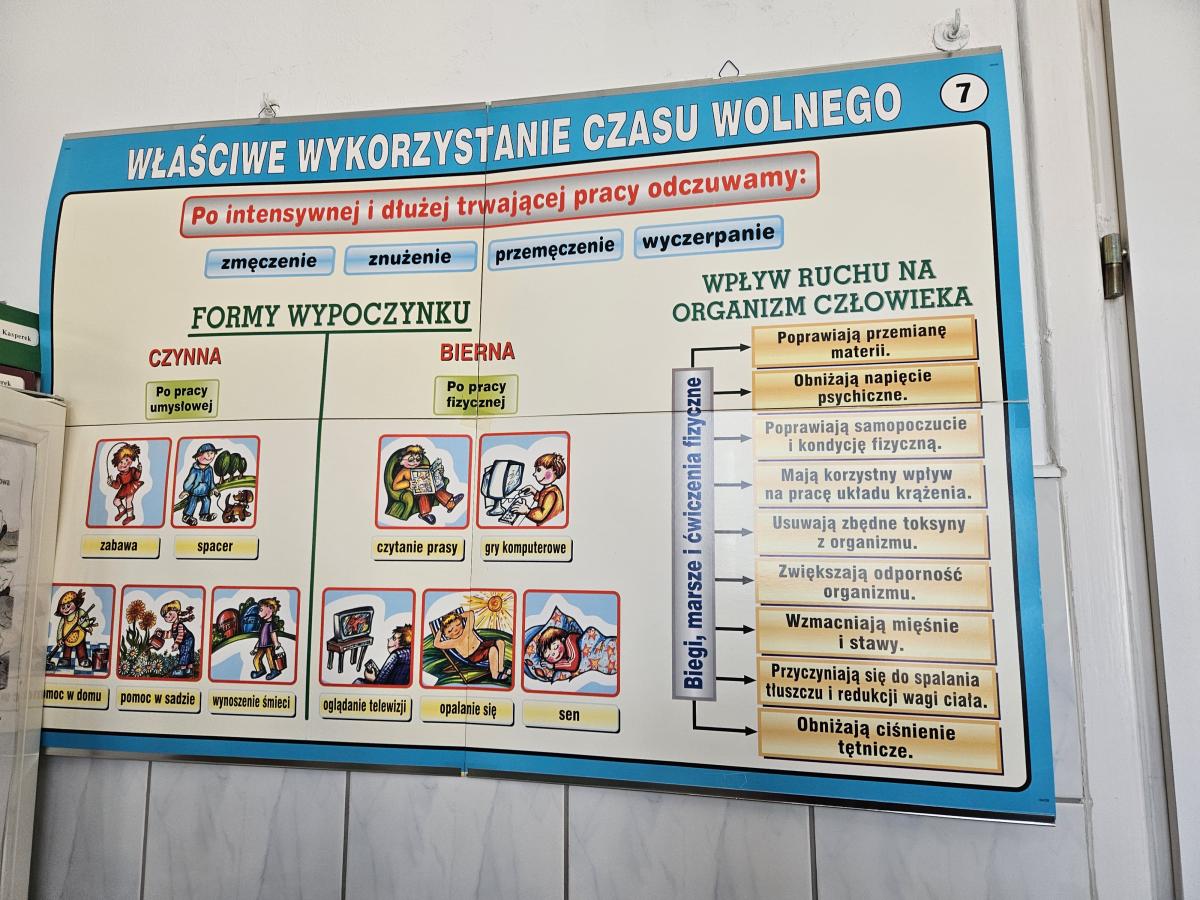 WŁAŚCIWE WYKORZYSTANIE CZASU WOLNEGO
7
Po intensywnej i dłużej trwającej pracy odczuwamy:
zmęczenie
znużenie
przemęczenie
wyczerpanie
FORMY WYPOCZYNKU
CZYNNA
Po pracy
umysłowej
zabawa
spacer
w domu
pomoc w sadzie
wynoszenie śmieci
BIERNA
Po pracy
fizycznej
czytanie prasy
gry komputerowe
oglądanie telewizji
opalanie się
sen
WPŁYW RUCHU NA
ORGANIZM CZŁOWIEKA
Biegi, marsze i ćwiczenia fizyczne
Poprawiają przemianę
materii.
Obniżają napięcie
psychiczne.
Poprawiają samopoczucie
i kondycję fizyczną.
Mają korzystny wpływ
na pracę układu krążenia.
Usuwają zbędne toksyny
z organizmu.
Zwiększają odporność
organizmu.
Wzmacniają mięśnie
i stawy.
Przyczyniają się do spalania
tłuszczu i redukcji wagi ciała.
Obniżają ciśnienie
tętnicze.
Kasperek